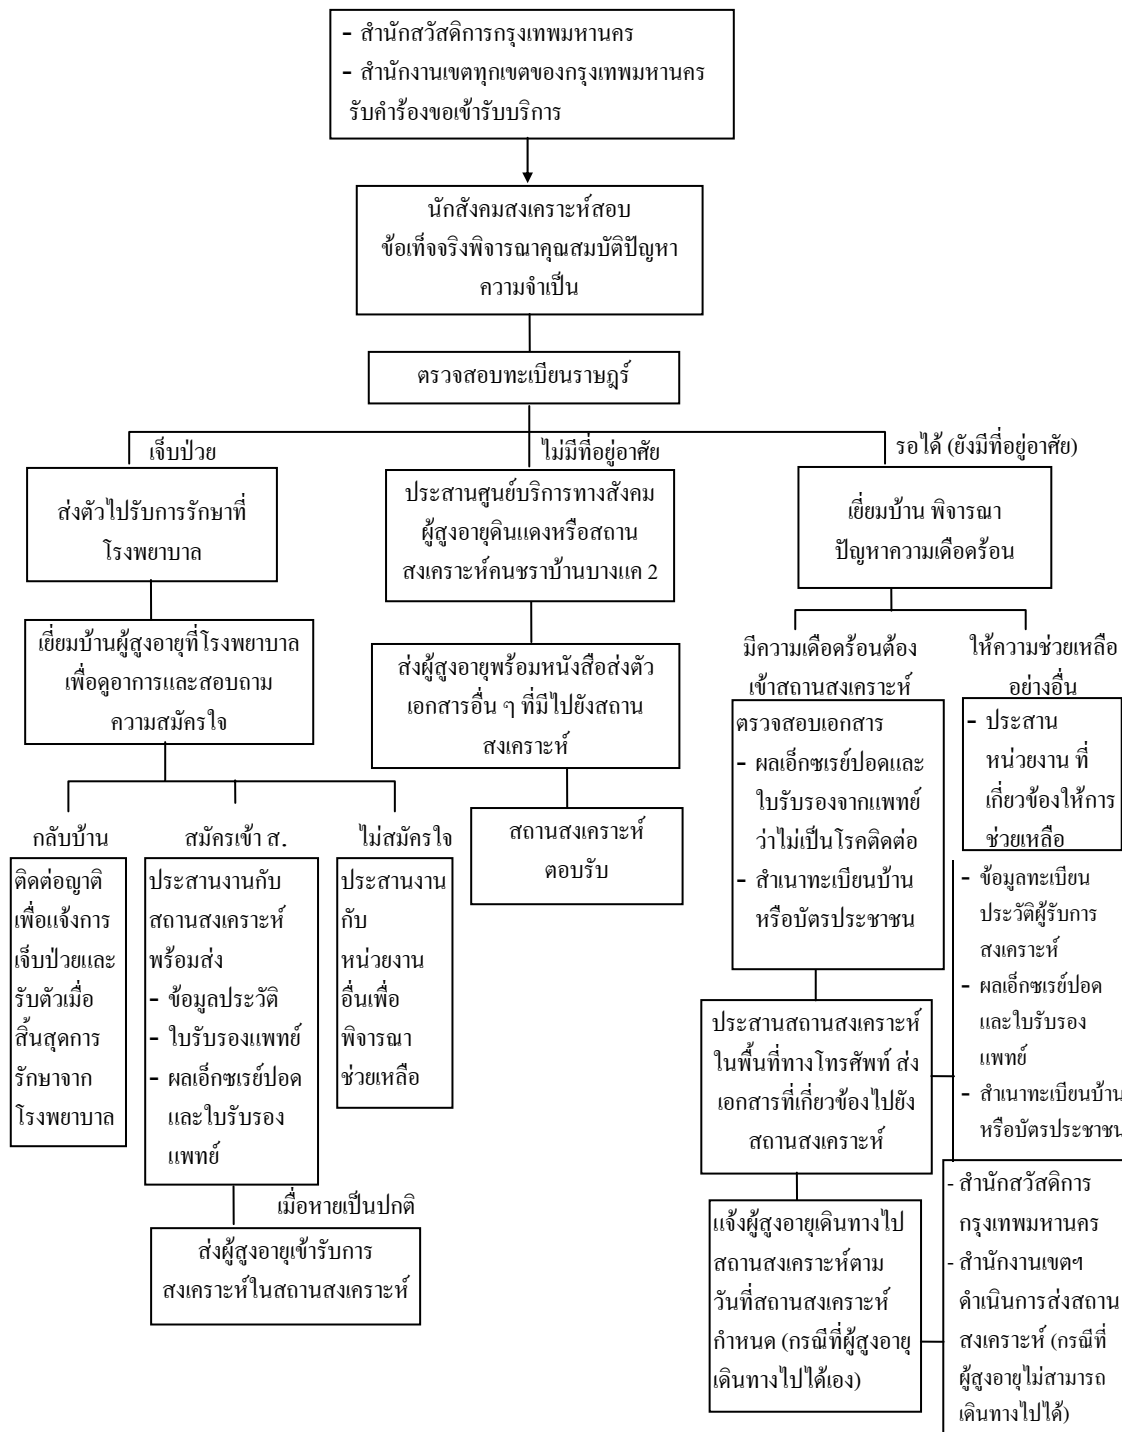 - สำนักสวัสดิการกรุงเทพมหานคร
- สำนักงานเขตทุกเขตของกรุงเทพมหานคร
รับคำร้องขอเข้ารับบริการ
นักสังคมสงเคราะห์สอบ
ข้อเท็จจริงพิจารณาคุณสมบัติปัญหา
ความจำเป็น
ตรวจสอบทะเบียนราษฎร์
เจ็บป่วย
ส่งตัวไปรับการรักษาที่
โรงพยาบาล
เยี่ยมบ้านผู้สูงอายุที่โรงพยาบาล
เพื่อดูอาการและสอบถาม
ความสมัครใจ
กลับบ้าน
ติดต่อญาติ
เพื่อแจ้งการ
เจ็บป่วยและ
รับตัวเมื่อ
สิ้นสุดการ
รักษาจาก
โรงพยาบาล
สมัครเข้า ส.
ประสานงานกับ
สถานสงเคราะห์
พร้อมส่ง
- ข้อมูลประวัติ
- ใบรับรองแพทย์
- ผลเอ็กซเรย์ปอด
และใบรับรอง
แพทย์
เมื่อหายเป็นปกติ
ส่งผู้สูงอายุเข้ารับการ
สงเคราะห์ในสถานสงเคราะห์
ไม่สมัครใจ
ประสานงาน
กับ
หน่วยงาน
อื่นเพื่อ
พิจารณา
ช่วยเหลือ
ไม่มีที่อยู่อาศัย
ประสานศูนย์บริการทางสังคม
ผู้สูงอายุดินแดงหรือสถาน
สงเคราะห์คนชราบ้านบางแค 2
ส่งผู้สูงอายุพร้อมหนังสือส่งตัว
เอกสารอื่น ๆ ที่มีไปยังสถาน
สงเคราะห์
สถานสงเคราะห์
ตอบรับ
รอได้ (ยังมีที่อยู่อาศัย)
เยี่ยมบ้าน พิจารณา
ปัญหาความเดือดร้อน
มีความเดือดร้อนต้อง
เข้าสถานสงเคราะห์
ตรวจสอบเอกสาร
- ผลเอ็กซเรย์ปอดและ
ใบรับรองจากแพทย์
ว่าไม่เป็นโรคติดต่อ
- สำเนาทะเบียนบ้าน
หรือบัตรประชาชน
ให้ความช่วยเหลือ
อย่างอื่น
- ประสาน
หน่วยงาน ที่
เกี่ยวข้องให้การ
ช่วยเหลือ
ประสานสถานสงเคราะห์
ในพื้นที่ทางโทรศัพท์ ส่ง
เอกสารที่เกี่ยวข้องไปยัง
สถานสงเคราะห์
- ข้อมูลทะเบียน
ประวัติผู้รับการ
สงเคราะห์
- ผลเอ็กซเรย์ปอด
และใบรับรอง
แพทย์
- สำเนาทะเบียนบ้าน
หรือบัตรประชาชน
แจ้งผู้สูงอายุเดินทางไป
สถานสงเคราะห์ตาม
วันที่สถานสงเคราะห์
กำหนด (กรณีที่ผู้สูงอายุ
เดินทางไปได้เอง)
- สำนักสวัสดิการ
กรุงเทพมหานคร
- สำนักงานเขตฯ
ดำเนินการส่งสถาน
สงเคราะห์ (กรณีที่
ผู้สูงอายุไม่สามารถ
เดินทางไปได้)